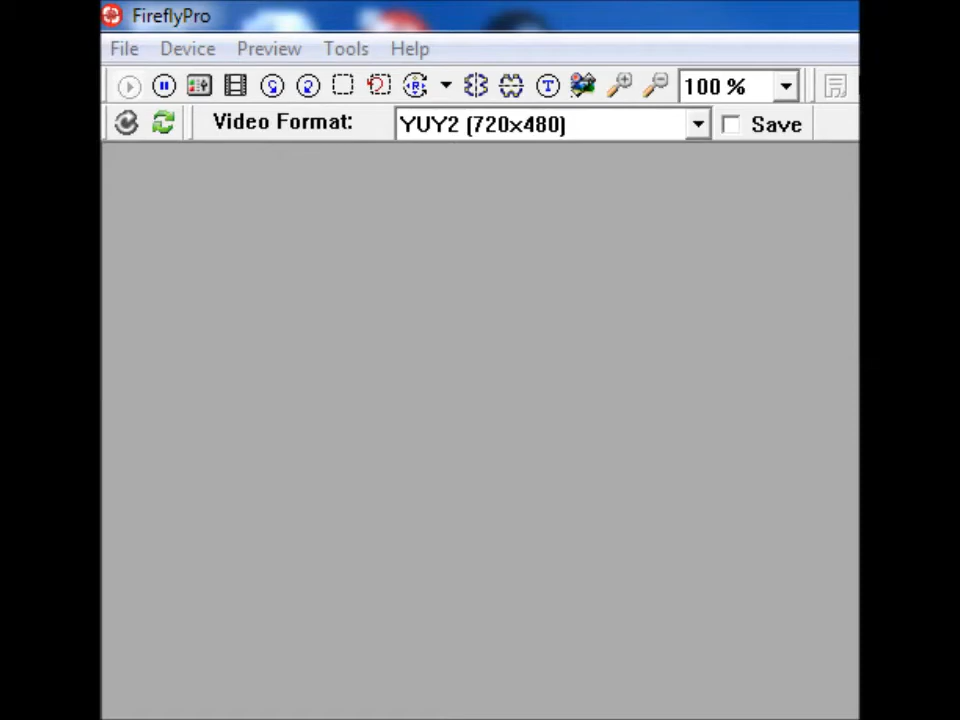 FireflyPro
File Device Preview Tools Help
100 %
Video Format: YUY2 (720x480) Save